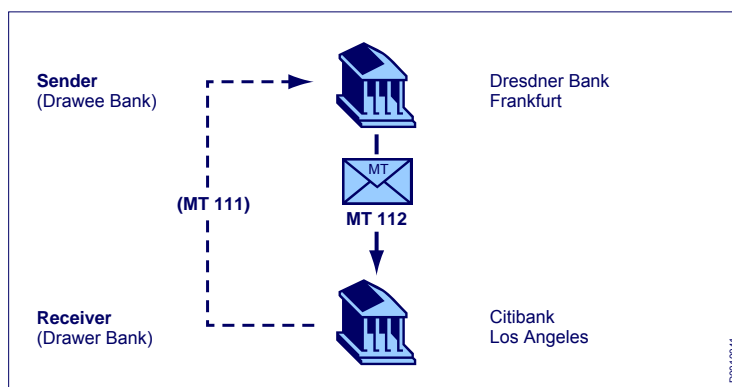 Sender
(Drawee Bank)
Dresdner Bank
Frankfurt
MT
(MT 111)
MT 112
Receiver
(Drawer Bank)
Citibank
Los Angeles